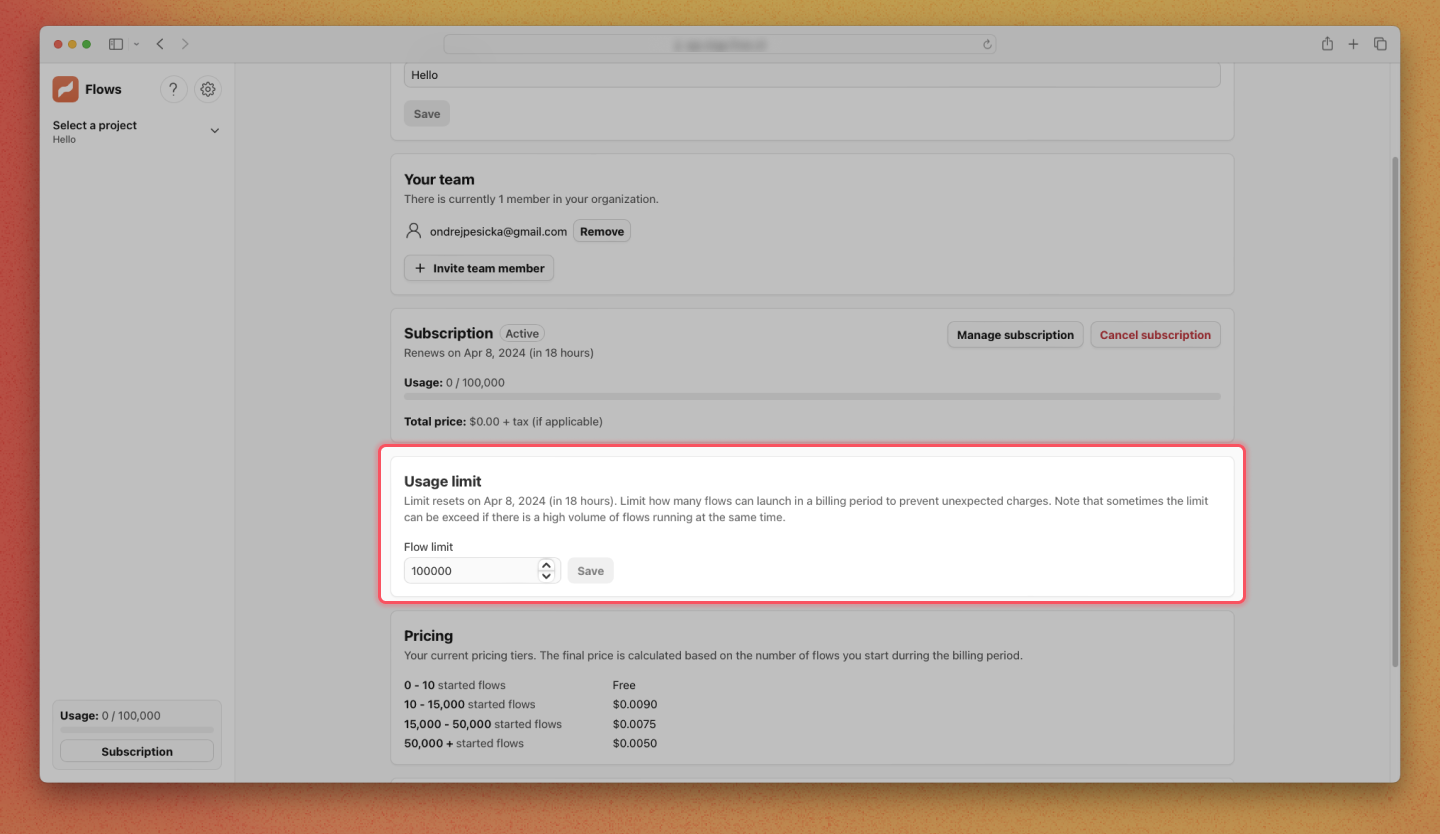 Flows
?
Select a project
Hello
Hello
Save
Your team
There is currently 1 member in your organization.
ondrejpesicka@gmail.com Remove
+ Invite team member
Subscription Active
Manage subscription Cancel subscription
Renews on Apr 8, 2024 (in 18 hours)
Usage: 0 / 100,000
Total price: $0.00 + tax (if applicable)
Usage limit
Limit resets on Apr 8, 2024 (in 18 hours). Limit how many flows can launch in a billing period to prevent unexpected charges. Note that sometimes the limit
can be exceed if there is a high volume of flows running at the same time.
Flow limit
100000 Save
Pricing
Your current pricing tiers. The final price is calculated based on the number of flows you start durring the billing period.
0 - 10 started flows Free
10 - 15,000 started flows $0.0090
15,000 - 50,000 started flows $0.0075
50,000 + started flows $0.0050
Usage: 0 / 100,000
Subscription